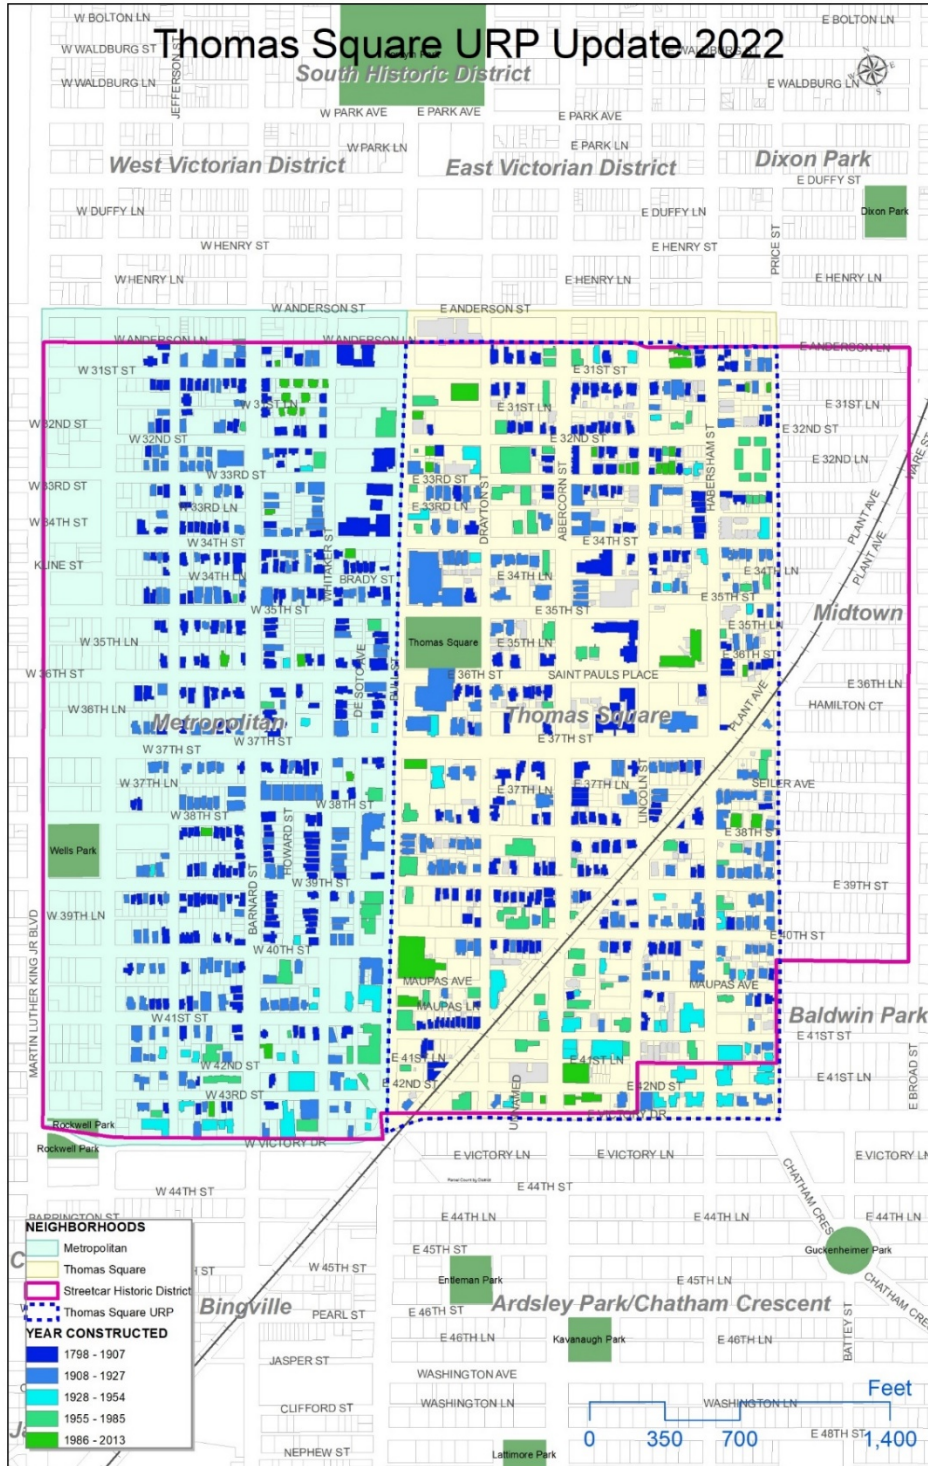 Thomas Square URP Update 2022
W BOLTON LN
E BOLTON LN
W WALDBURG ST
E WALDBURG ST
South Historic District
W WALDBURG LN
E WALDBURG LN
JEFFERSON ST
W PARK AVE
E PARK AVE
E PARK AVE
W PARK LN
E PARK LN
West Victorian District
East Victorian District
Dixon Park
E DUFFY ST
W DUFFY LN
E DUFFY LN
Dixon Park
W HENRY ST
E HENRY ST
PRICE ST
W HENRY LN
E HENRY LN
E HENRY LN
W ANDERSON ST
E ANDERSON ST
W ANDERSON LN
W ANDERSON LN
E ANDERSON LN
W 31ST ST
E 31ST ST
W 31ST LN
E 31ST LN
E 31ST LN
W 32ND ST
W 32ND ST
E 32ND ST
E 32ND ST
HABERSHAM ST
E 32ND LN
WARE ST
W 33RD ST
W 33RD ST
E 33RD ST
DRAYTON ST
ABERCORN ST
W 33RD LN
E 33RD LN
W 34TH ST
W 34TH ST
E 34TH ST
PLANT AVE
PLANT AVE
WHITAKER ST
KLINE ST
W 34TH LN
BRADY ST
E 34TH LN
E 34TH LN
W 35TH ST
E 35TH ST
E 35TH ST
Midtown
W 35TH LN
Thomas Square
E 35TH LN
E 35TH LN
DE SOTO AVE
BULL ST
W 36TH ST
E 36TH ST
SAINT PAULS PLACE
E 36TH ST
W 36TH LN
E 36TH LN
HAMILTON CT
PLANT AVE
Metropolitan
Thomas Square
W 37TH ST
W 37TH ST
E 37TH ST
W 37TH LN
E 37TH LN
E 37TH LN
LINCOLN ST
SEILER AVE
W 38TH ST
W 38TH ST
E 38TH ST
Wells Park
BARNARD ST
HOWARD ST
W 39TH ST
E 39TH ST
W 39TH LN
W 40TH ST
E 40TH ST
MARTIN LUTHER KING JR BLVD
MAUPAS AVE
MAUPAS AVE
MAUPAS LN
W 41ST ST
Baldwin Park
E 41ST ST
E 41ST LN
E 41ST LN
E 41ST LN
W 42ND ST
E 42ND ST
E 42ND ST
E BROAD ST
W 43RD ST
UNNAMED
E VICTORY DR
Rockwell Park
Rockwell Park
W VICTORY DR
E VICTORY LN
E VICTORY LN
W 44TH ST
E 44TH ST
CHATHAM CRES
BARRINGTON ST
E 44TH LN
E 44TH LN
E 44TH LN
W 45TH ST
E 45TH ST
Guckenheimer Park
Entleman Park
E 45TH LN
CHATHAM CRES
Bingville
PEARL ST
E 46TH ST
Ardsley Park/Chatham Crescent
E 46TH LN
Kavanaugh Park
E 46TH LN
BATTEY ST
JASPER ST
WASHINGTON AVE
WASHINGTON LN
WASHINGTON LN
CLIFFORD ST
NEPHEW ST
Lattimore Park
E 48TH ST
NEIGHBORHOODS
Metropolitan
Thomas Square
Streetcar Historic District
Thomas Square URP
YEAR CONSTRUCTED
1798 - 1907
1908 - 1927
1928 - 1954
1955 - 1985
1986 - 2013
Feet
0 350 700 1,400